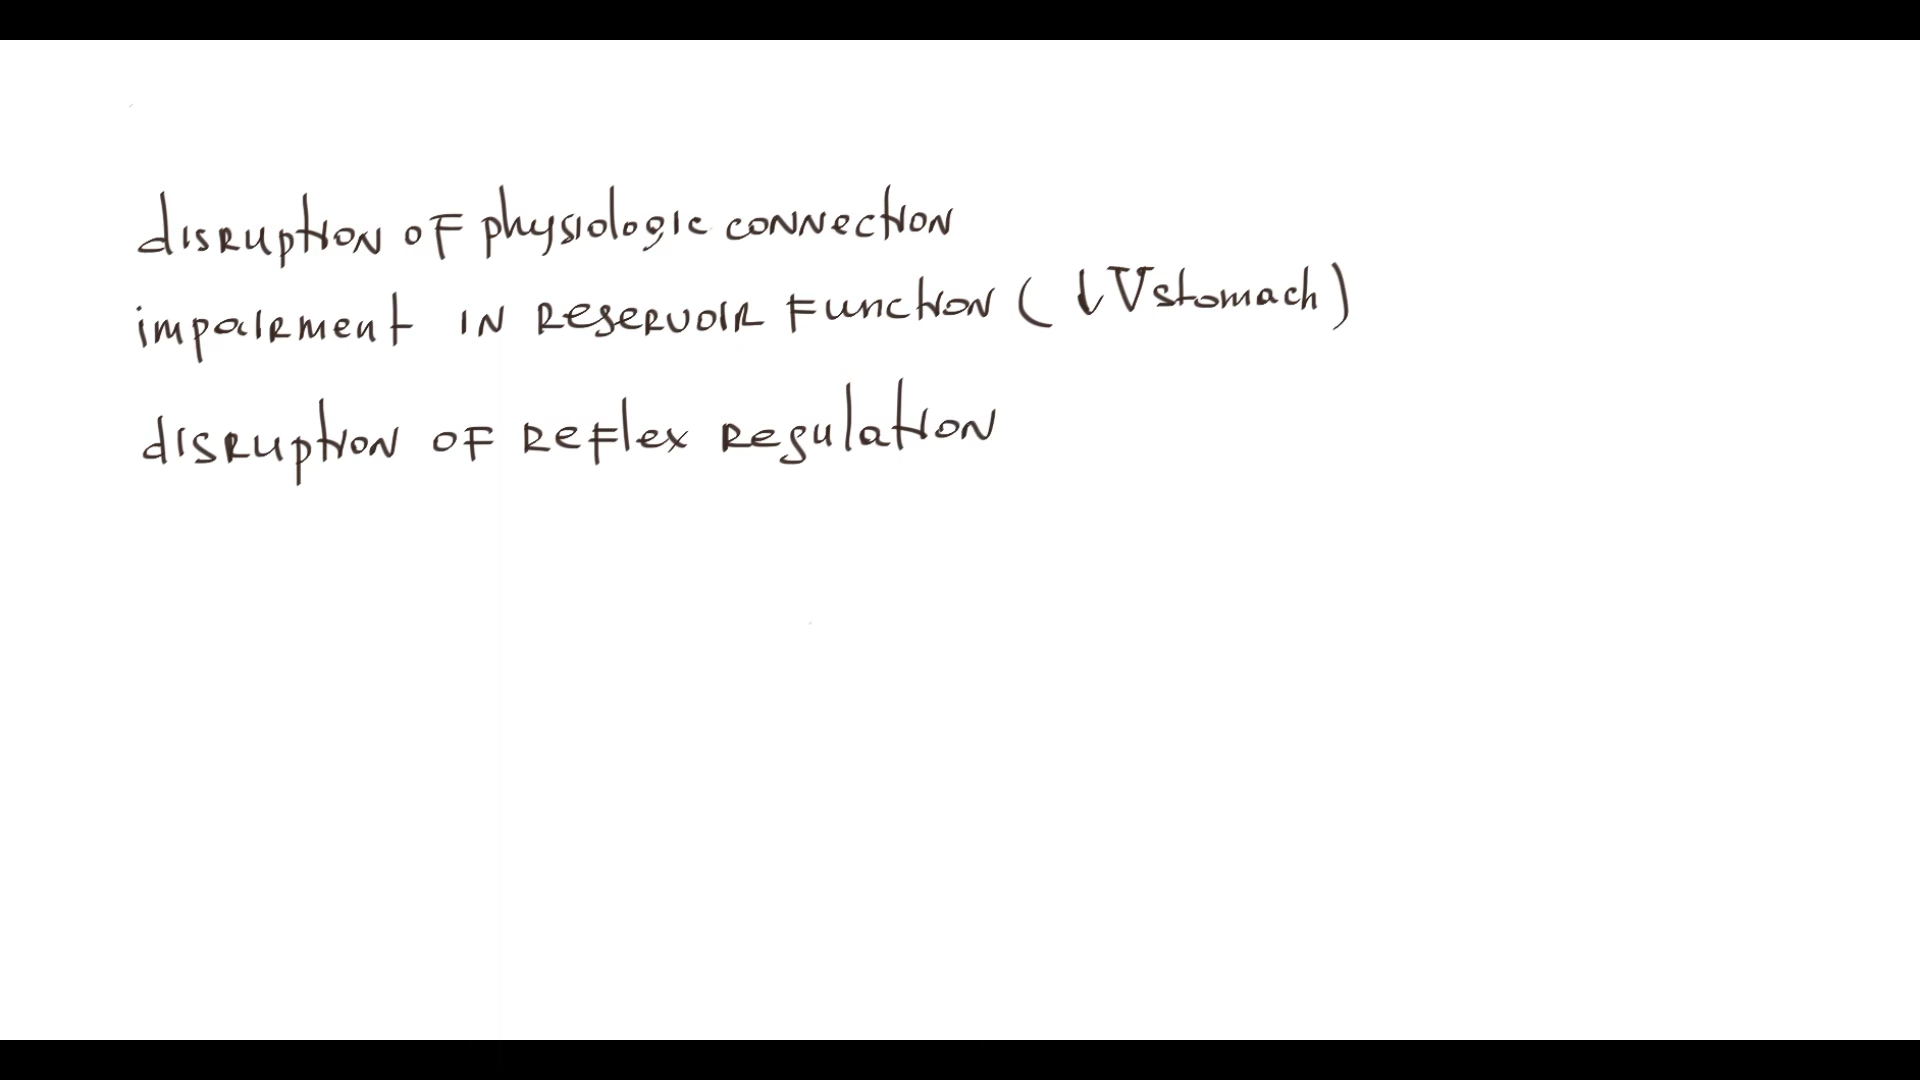 disruption of physiologic connection
impairment in reservoir function (↓Vstomach)
disruption of reflex regulation